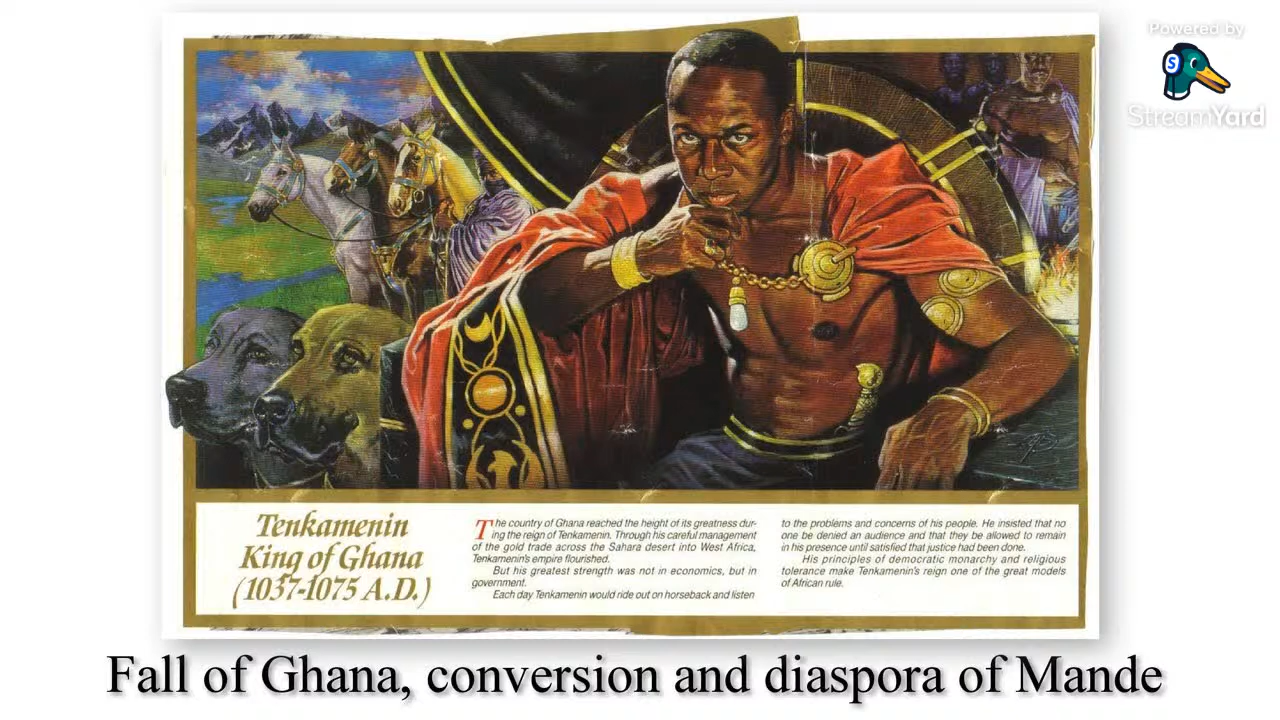 Powered by
S
StreamYard
Tenkamenin
King of Ghana
(1037-1075 A.D.)
The country of Ghana reached the height of its greatness dur-
ing the reign of Tenkamenin. Through his careful management
of the gold trade across the Sahara desert into West Africa,
Tenkamenin's empire flourished.
But his greatest strength was not in economics, but in
government.
Each day Tenkamenin would ride out on horseback and listen
to the problems and concerns of his people. He insisted that no
one be denied an audience and that they be allowed to remain
in his presence until satisfied that justice had been done.
His principles of democratic monarchy and religious
tolerance make Tenkamenin's reign one of the great models
of African rule.
Fall of Ghana, conversion and diaspora of Mande